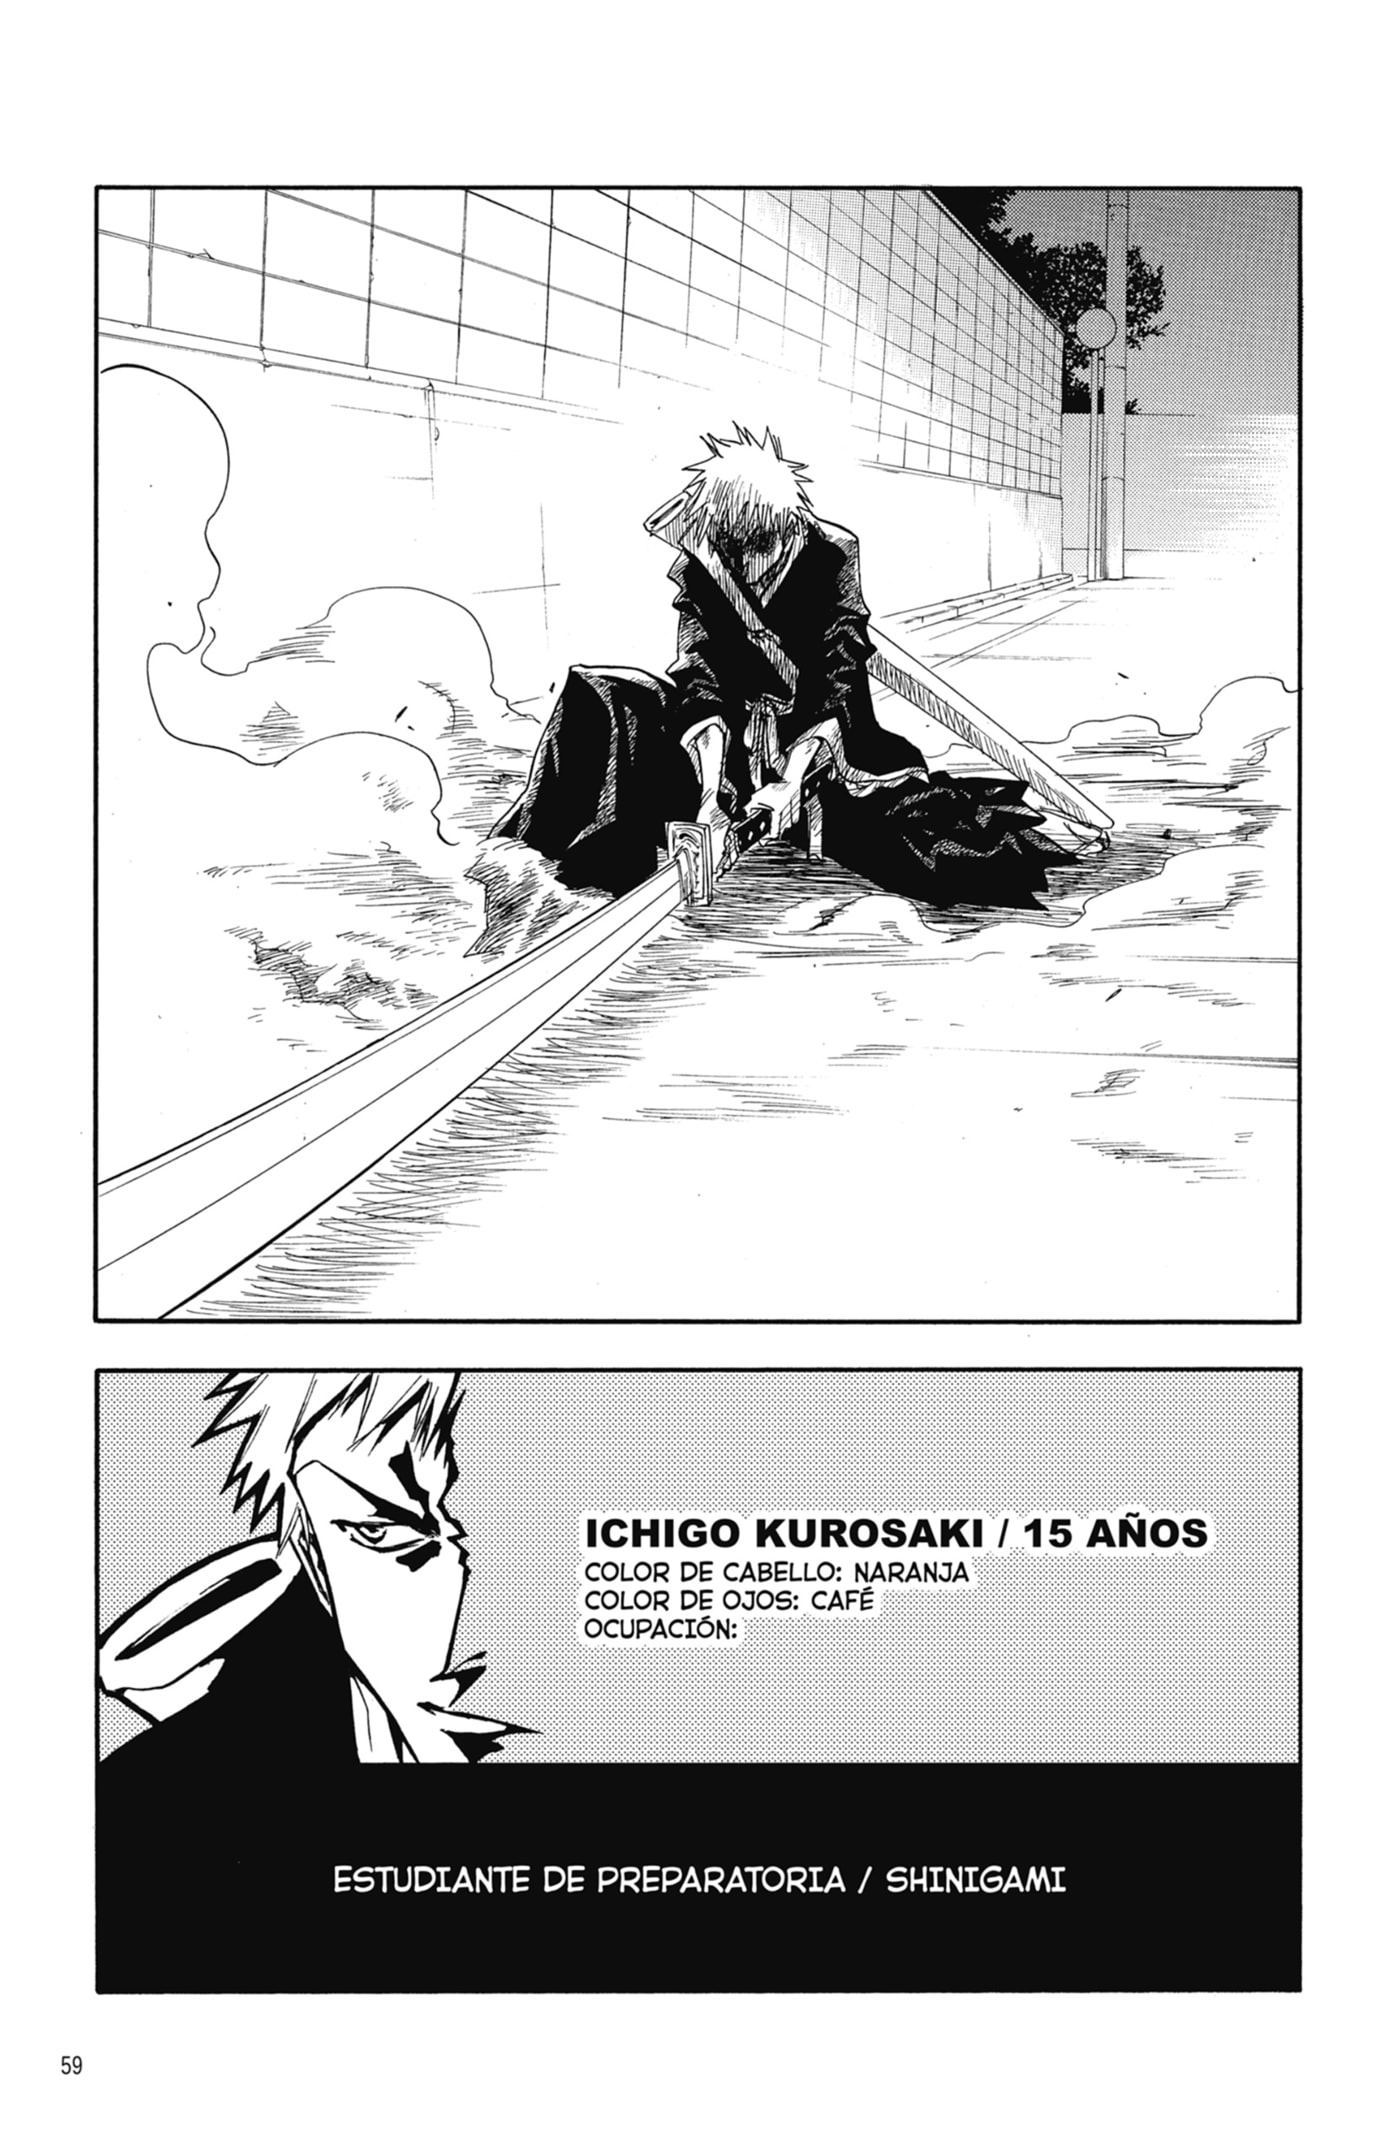 ICHIGO KUROSAKI / 15 AÑOS
COLOR DE CABELLO: NARANJA
COLOR DE OJOS: CAFÉ
OCUPACIÓN:
ESTUDIANTE DE PREPARATORIA / SHINIGAMI
59